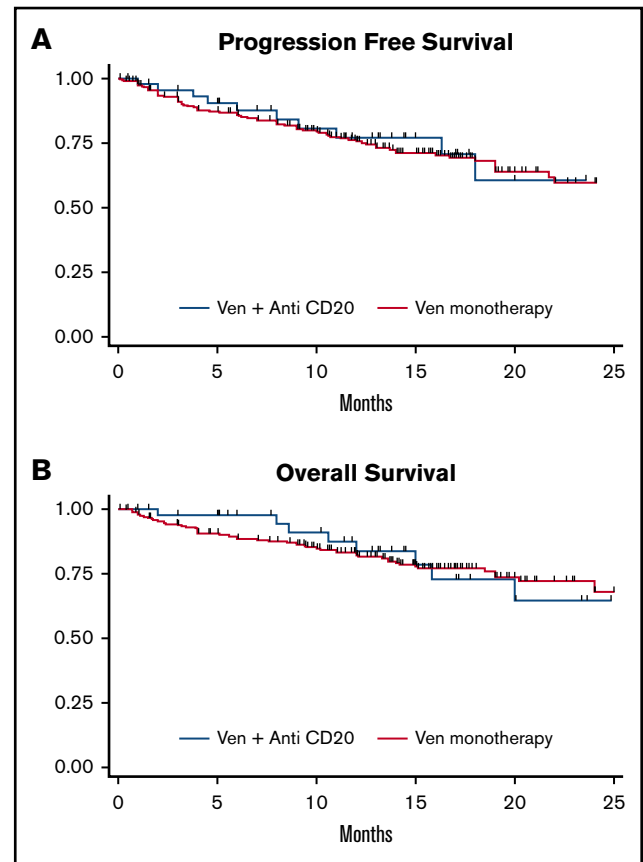 A Progression Free Survival
1.00
0.75
0.50
0.25
0.00
Ven + Anti CD20 Ven monotherapy
0 5 10 15 20 25
Months
B Overall Survival
1.00
0.75
0.50
0.25
0.00
Ven + Anti CD20 Ven monotherapy
0 5 10 15 20 25
Months